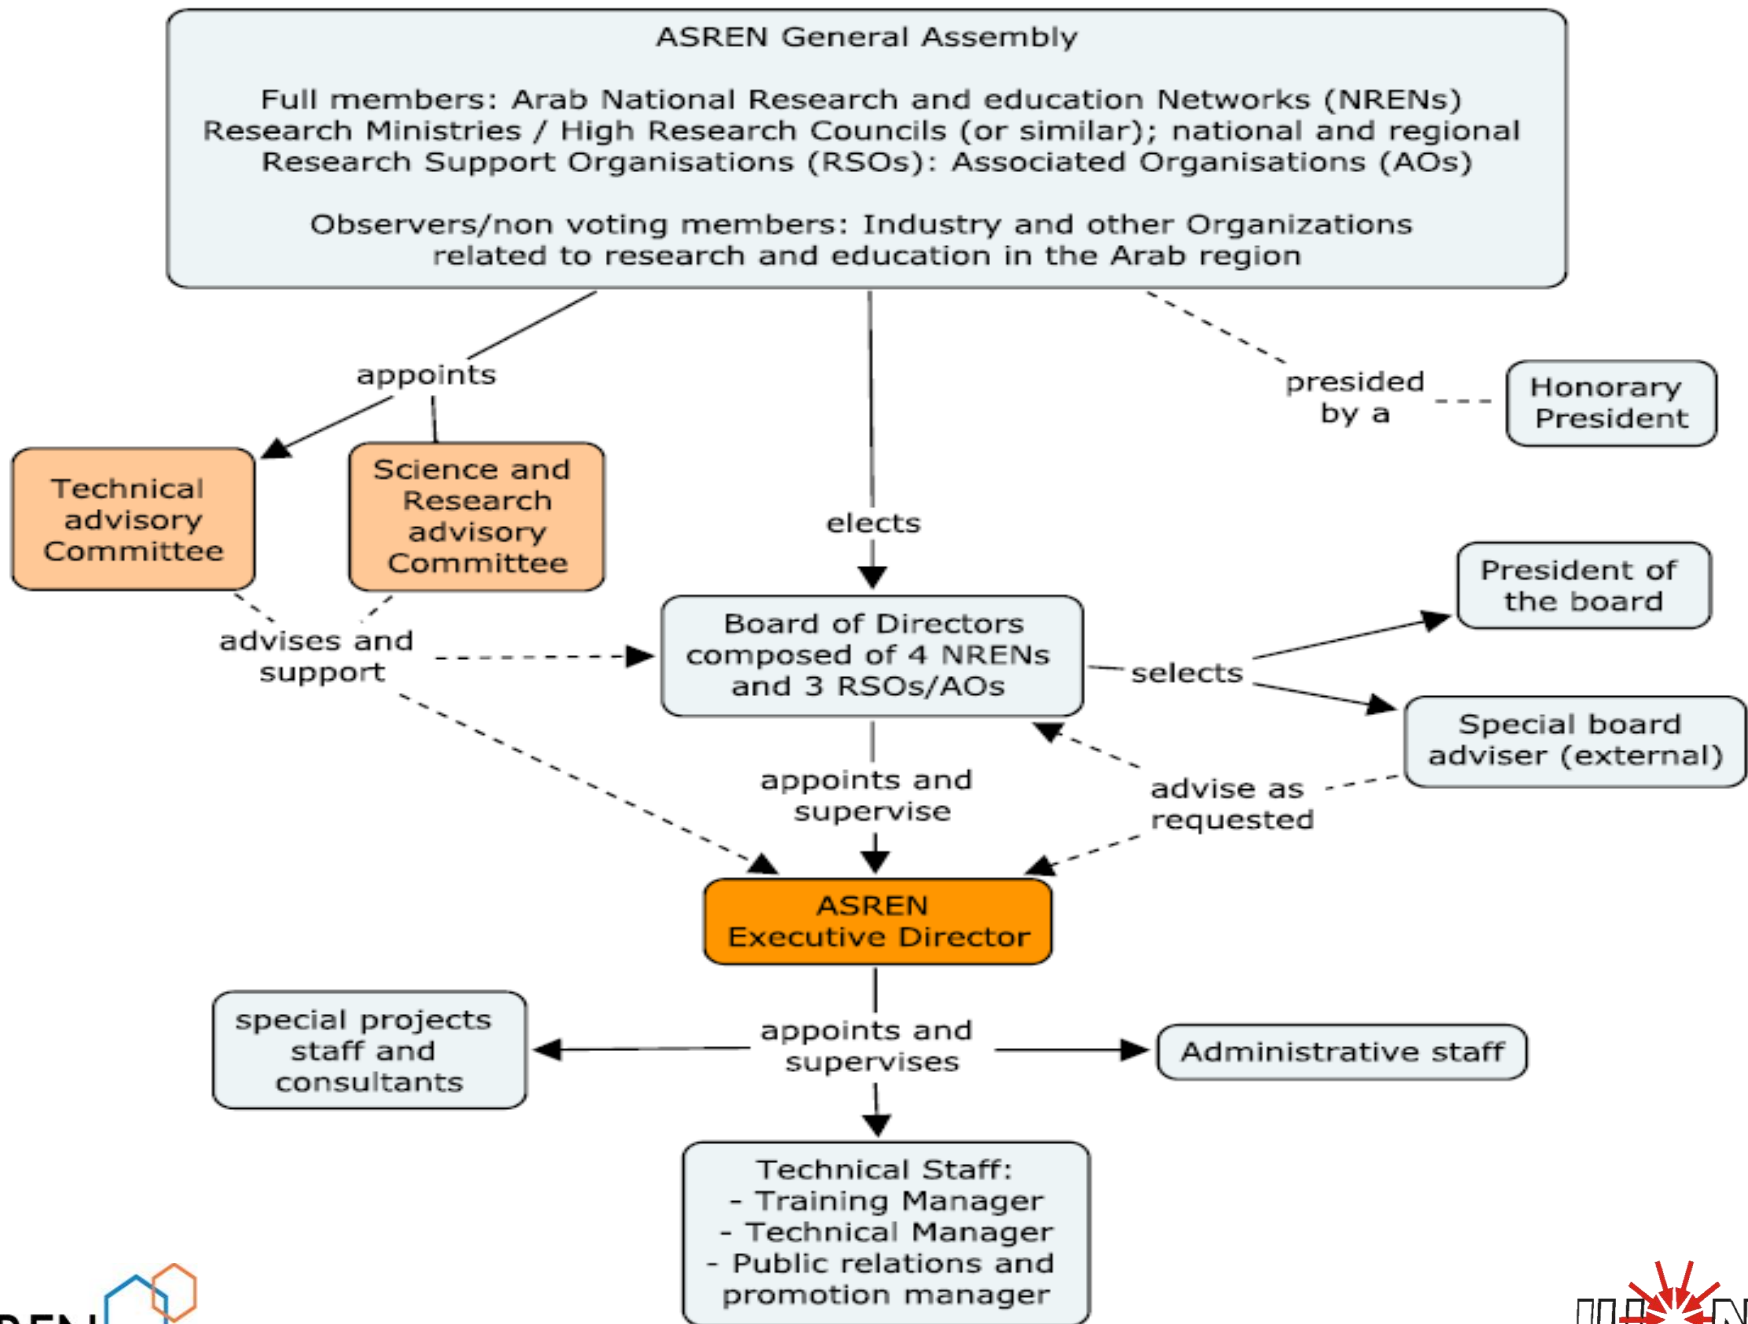 ASREN General Assembly
Full members: Arab National Research and education Networks (NRENs)
Research Ministries / High Research Councils (or similar); national and regional
Research Support Organisations (RSOs): Associated Organisations (AOs)
Observers/non voting members: Industry and other Organizations
related to research and education in the Arab region
appoints
presided
by a
Honorary
President
Technical
advisory
Committee
Science and
Research
advisory
Committee
elects
President of
the board
advises and
support
Board of Directors
composed of 4 NRENs
and 3 RSOs/AOs
selects
Special board
adviser (external)
appoints and
supervise
advise as
requested
ASREN
Executive Director
special projects
staff and
consultants
appoints and
supervises
Administrative staff
Technical Staff:
- Training Manager
- Technical Manager
- Public relations and
promotion manager